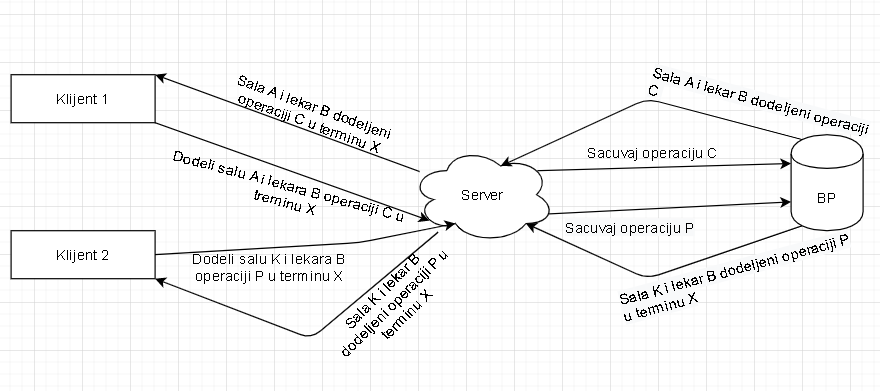 Klijent 1
Sala A i lekar B dodeljeni
operaciji C u terminu X
Dodeli salu A i lekara B operaciji C u
treminu X
Klijent 2
Dodeli salu K i lekara B
operaciji P u terminu X
Sala K i lekar B
dodeljeni operaciji P u
terminu X
Server
Sala A i lekar B dodeljeni operaciji
C
Sacuvaj operaciju C
BP
Sacuvaj operaciju P
Sala K i lekar B dodeljeni operaciji P
u terminu X